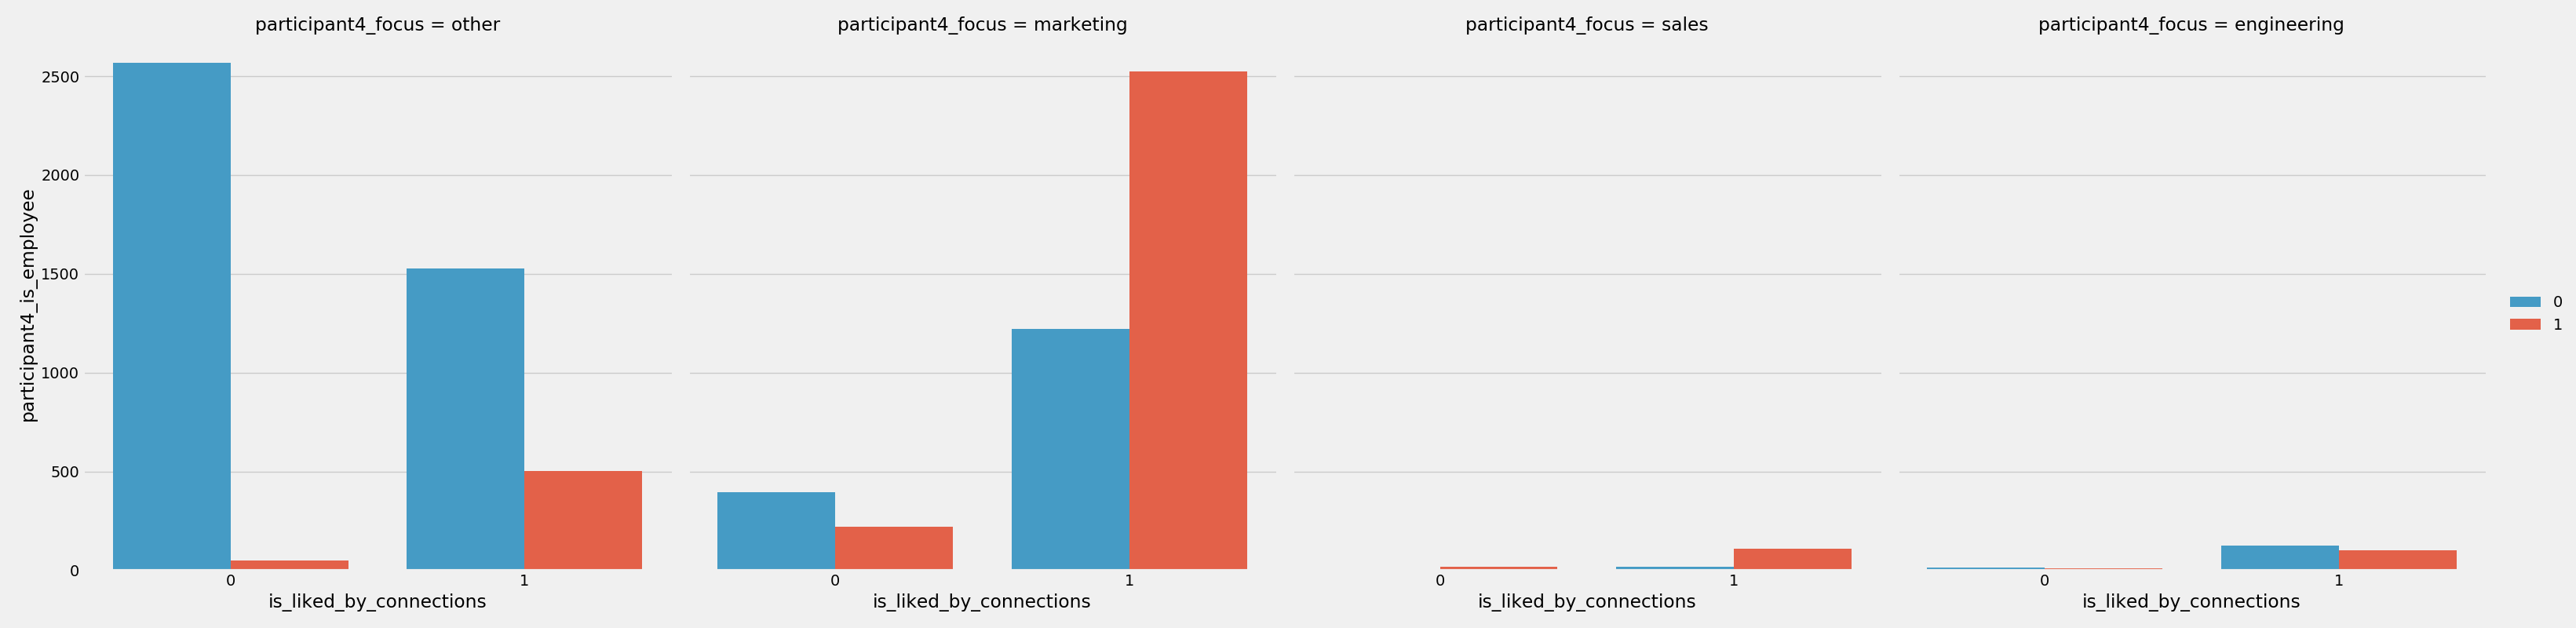 participant4_focus = other
participant4_focus = marketing
participant4_focus = sales
participant4_focus = engineering
participant4_is_employee
2500
2000
1500
1000
500
0
0 1
0 1
0 1
0 1
is_liked_by_connections
is_liked_by_connections
is_liked_by_connections
is_liked_by_connections
0
1